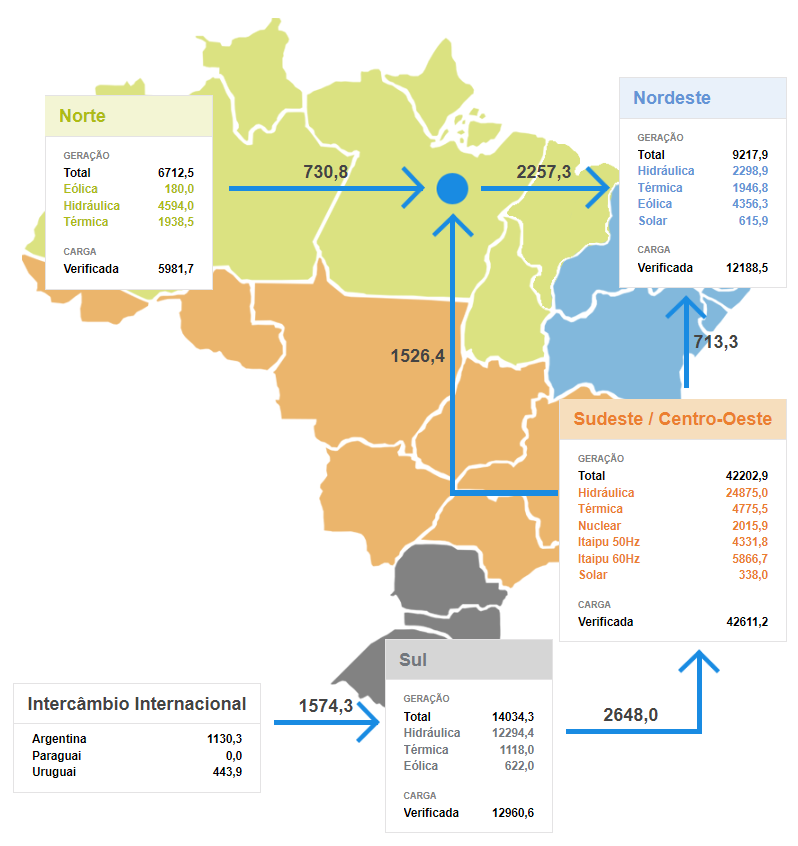 Norte
GERAÇÃO
Total 6712,5
Eólica 180,0
Hidráulica 4594,0
Térmica 1938,5
CARGA
Verificada 5981,7
730,8
2257,3
Nordeste
GERAÇÃO
Total 9217,9
Hidráulica 2298,9
Térmica 1946,8
Eólica 4356,3
Solar 615,9
CARGA
Verificada 12188,5
1526,4
713,3
Sudeste / Centro-Oeste
GERAÇÃO
Total 42202,9
Hidráulica 24875,0
Térmica 4775,5
Nuclear 2015,9
Itaipu 50Hz 4331,8
Itaipu 60Hz 5866,7
Solar 338,0
CARGA
Verificada 42611,2
Intercâmbio Internacional
Argentina 1130,3
Paraguai 0,0
Uruguai 443,9
1574,3
Sul
GERAÇÃO
Total 14034,3
Hidráulica 12294,4
Térmica 1118,0
Eólica 622,0
CARGA
Verificada 12960,6
2648,0